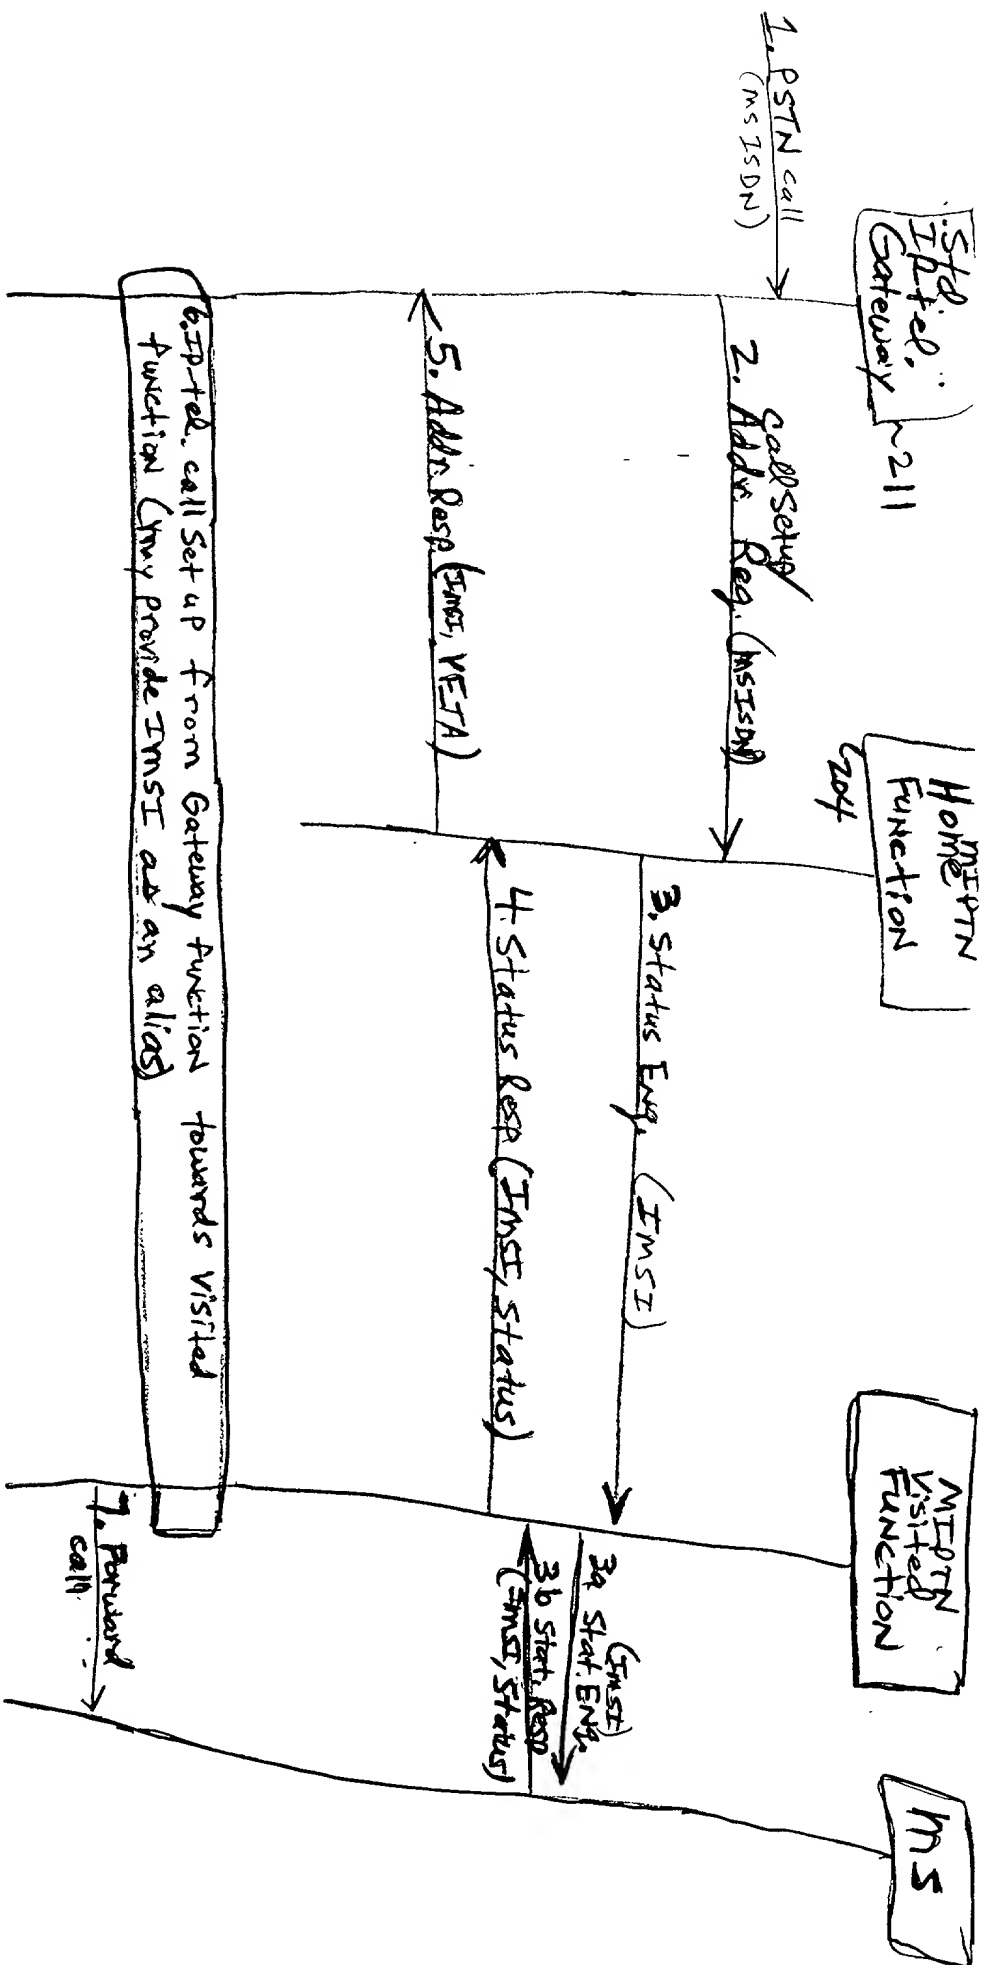 Std
IP-tel.
Gateway
~211
mIPTN
Home
Function
204
MIPTN
Visited
Function
MS
1. PSTN call
(MSISDN)
Call Setup/
2. Addr. Req. (MSISDN)
3. Status Enq. (IMSI)
(IMSI)
3a Stat. Enq.
3b Stat. Resp
(IMSI, Status)
4. Status Resp (IMSI, Status)
5. Addr. Resp (IMSI, VFTA)
6. IP-tel. call Set up from Gateway function towards Visited
function (may provide IMSI as an alias)
7. Forward
call.